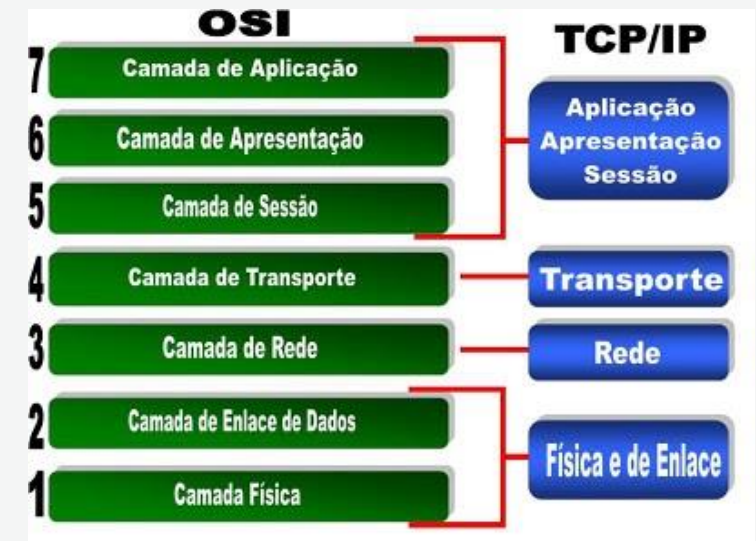 OSI
7 Camada de Aplicação
6 Camada de Apresentação
5 Camada de Sessão
4 Camada de Transporte
3 Camada de Rede
2 Camada de Enlace de Dados
1 Camada Física
TCP/IP
Aplicação
Apresentação
Sessão
Transporte
Rede
Física e de Enlace